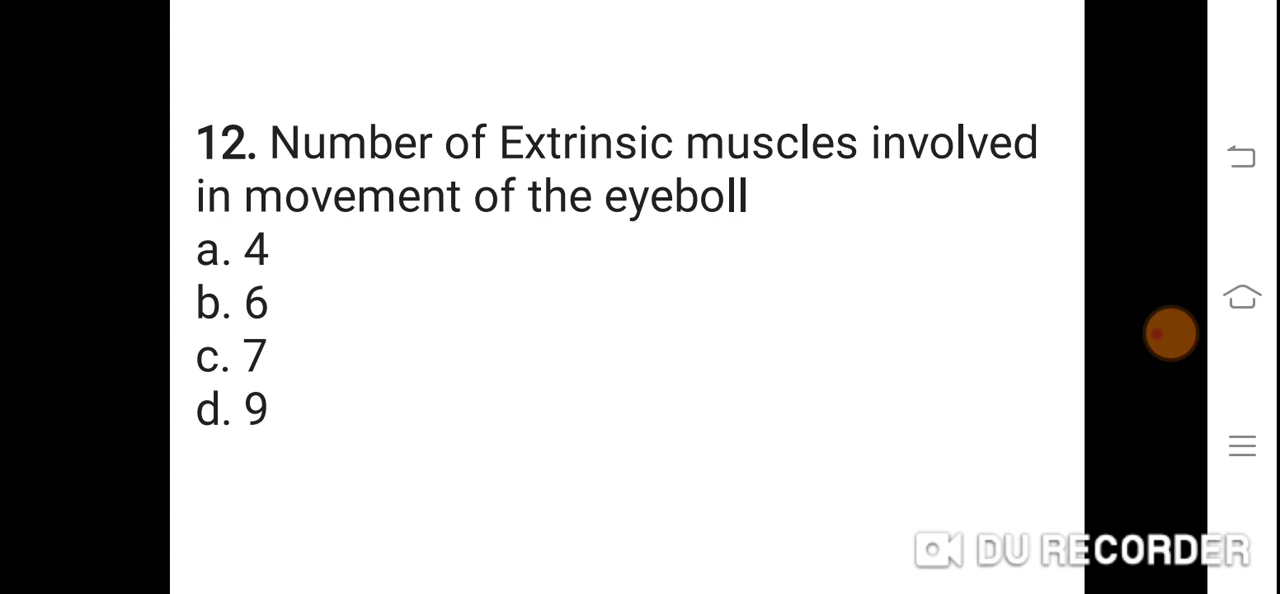 12. Number of Extrinsic muscles involved
in movement of the eyeboll
a. 4
b. 6
c. 7
d. 9
DU RECORDER